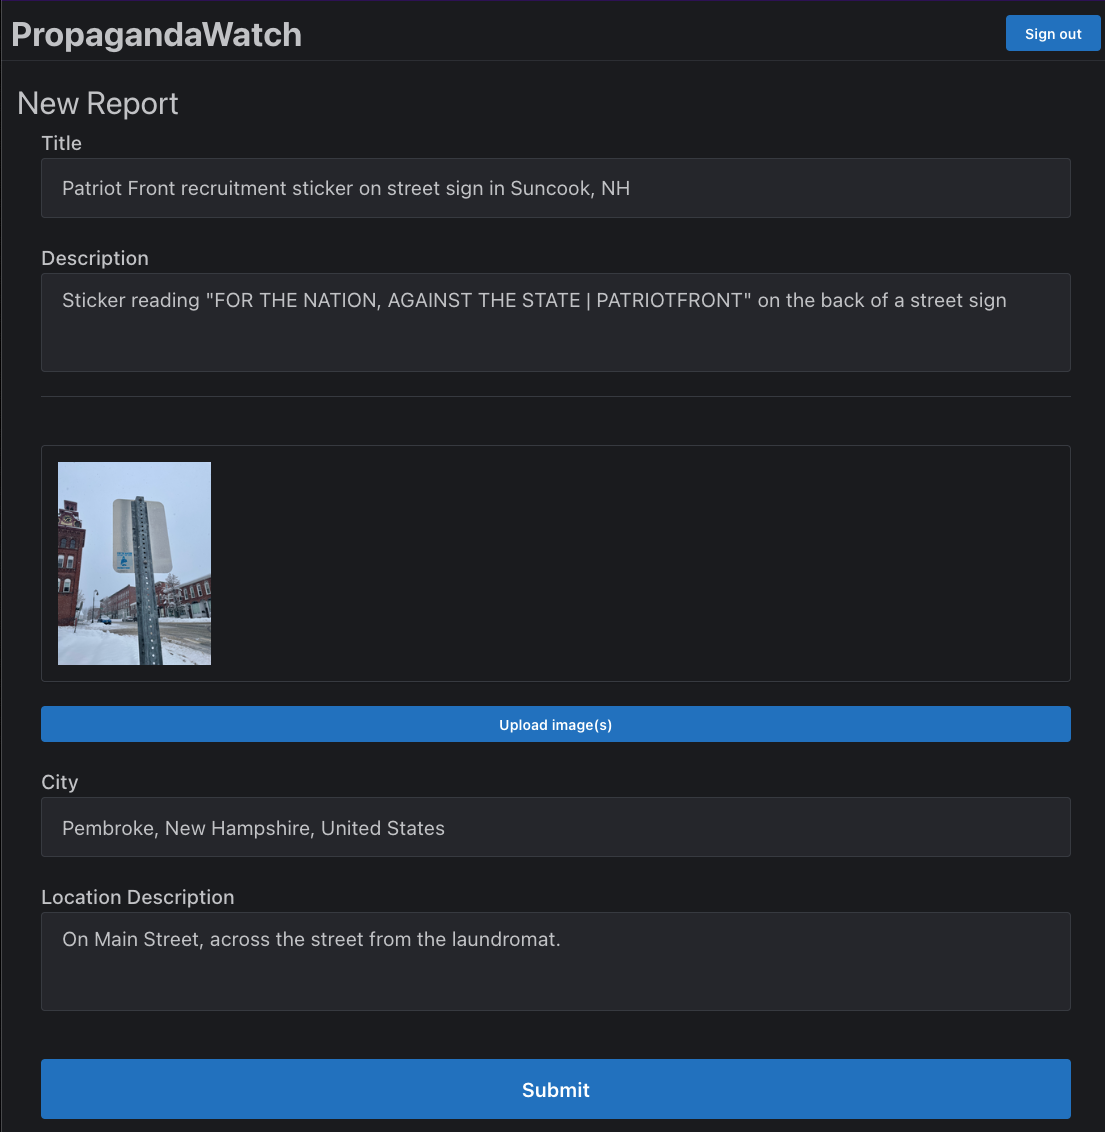 PropagandaWatch
Sign out
New Report
Title
Patriot Front recruitment sticker on street sign in Suncook, NH
Description
Sticker reading "FOR THE NATION, AGAINST THE STATE | PATRIOTFRONT" on the back of a street sign
Upload image(s)
City
Pembroke, New Hampshire, United States
Location Description
On Main Street, across the street from the laundromat.
Submit